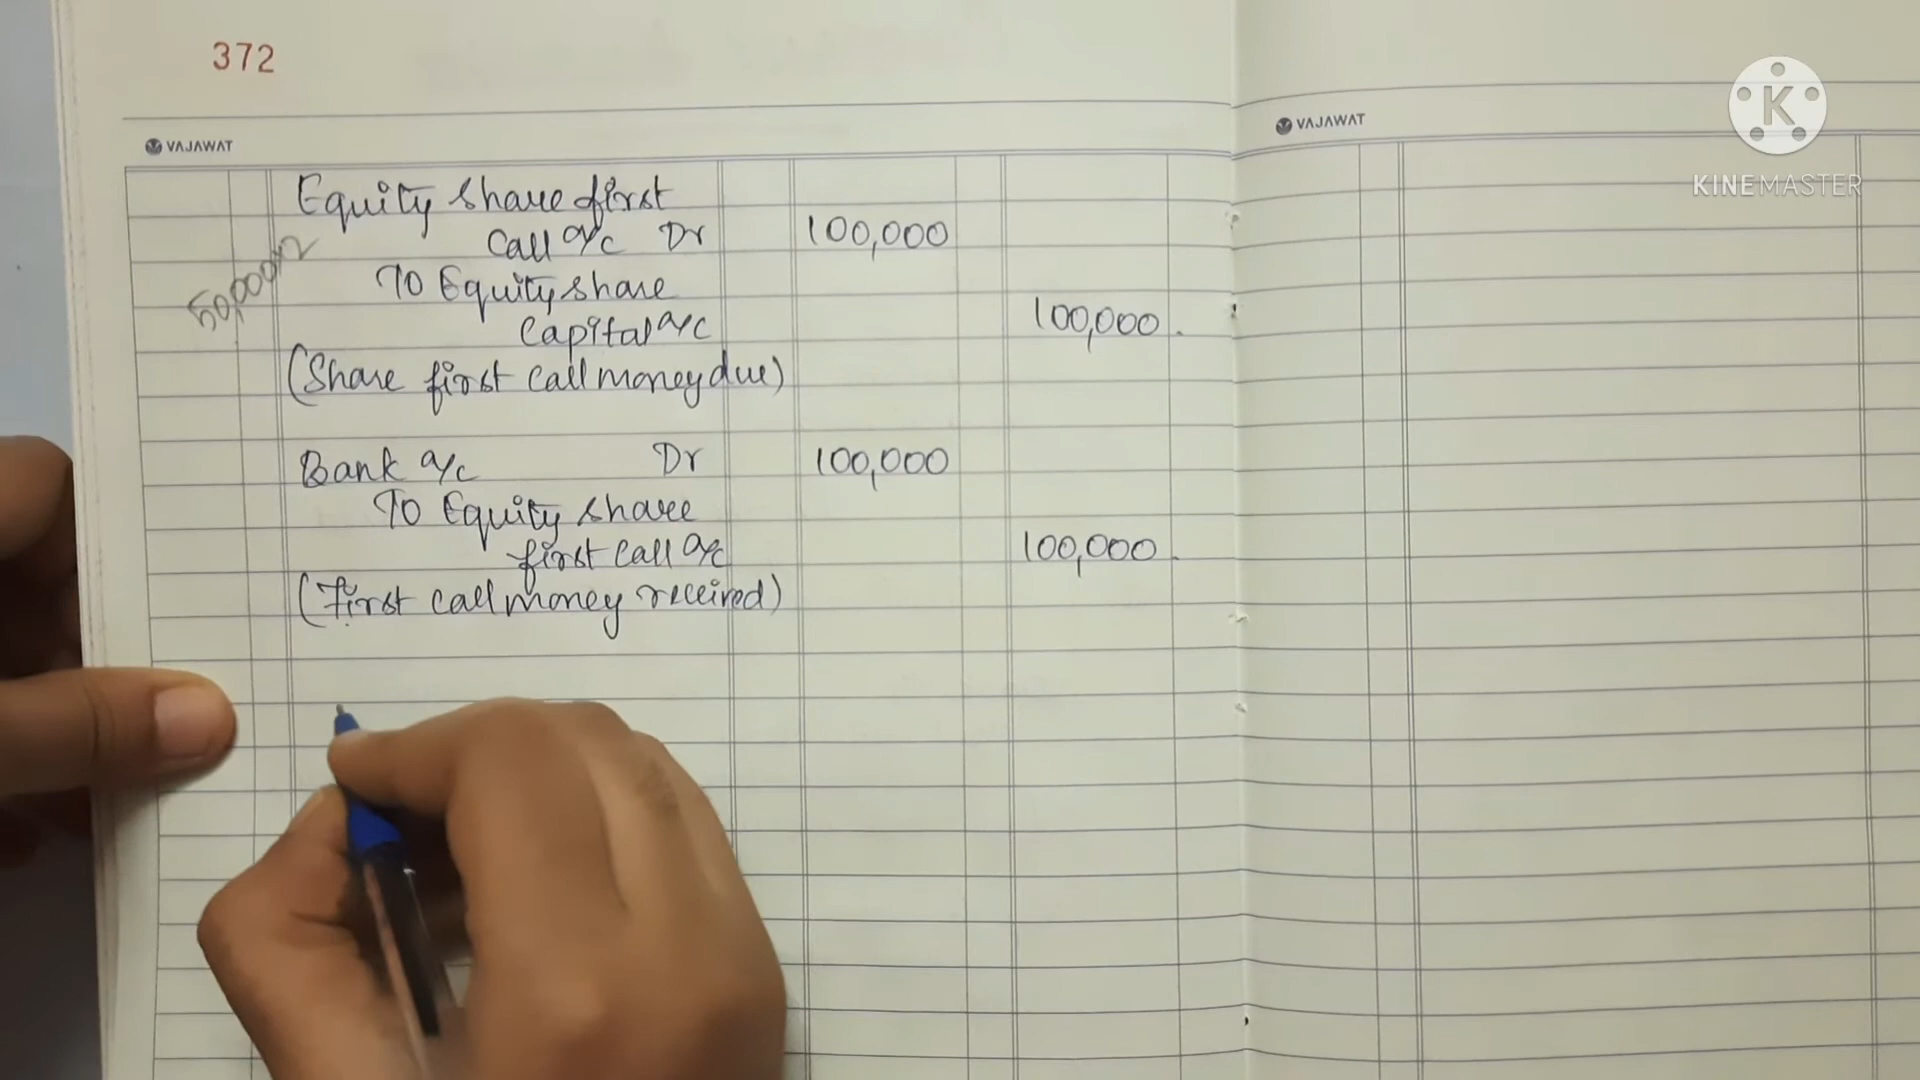 372
VAJAWAT
VAJAWAT
K
KINEMASTER
Equity share first
Call a/c Dr 100,000
50,000x2
To Equity share
Capital a/c 100,000.
(Share first call money due)
Bank a/c Dr 100,000
To Equity share
first call a/c 100,000.
(First call money received)